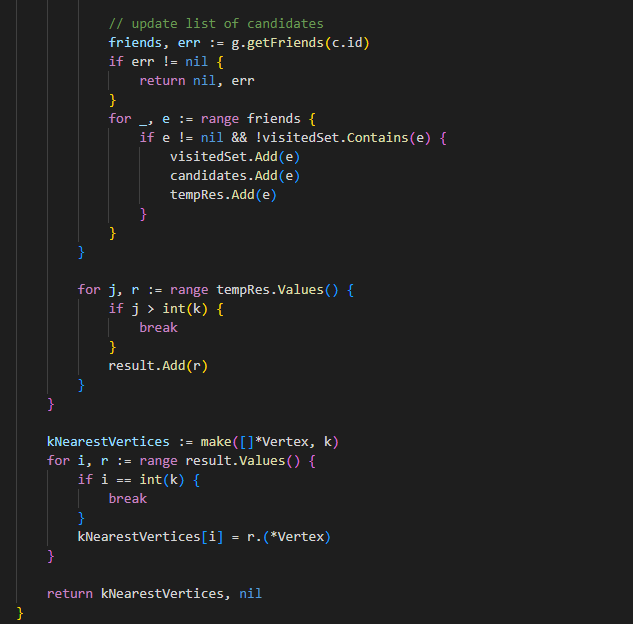 // update list of candidates
friends, err := g.getFriends(c.id)
if err != nil {
return nil, err
}
for _, e := range friends {
if e != nil && !visitedSet.Contains(e) {
visitedSet.Add(e)
candidates.Add(e)
tempRes.Add(e)
}
}
}
for j, r := range tempRes.Values() {
if j > int(k) {
break
}
result.Add(r)
}
}
kNearestVertices := make([]*Vertex, k)
for i, r := range result.Values() {
if i == int(k) {
break
}
kNearestVertices[i] = r.(*Vertex)
}
return kNearestVertices, nil
}